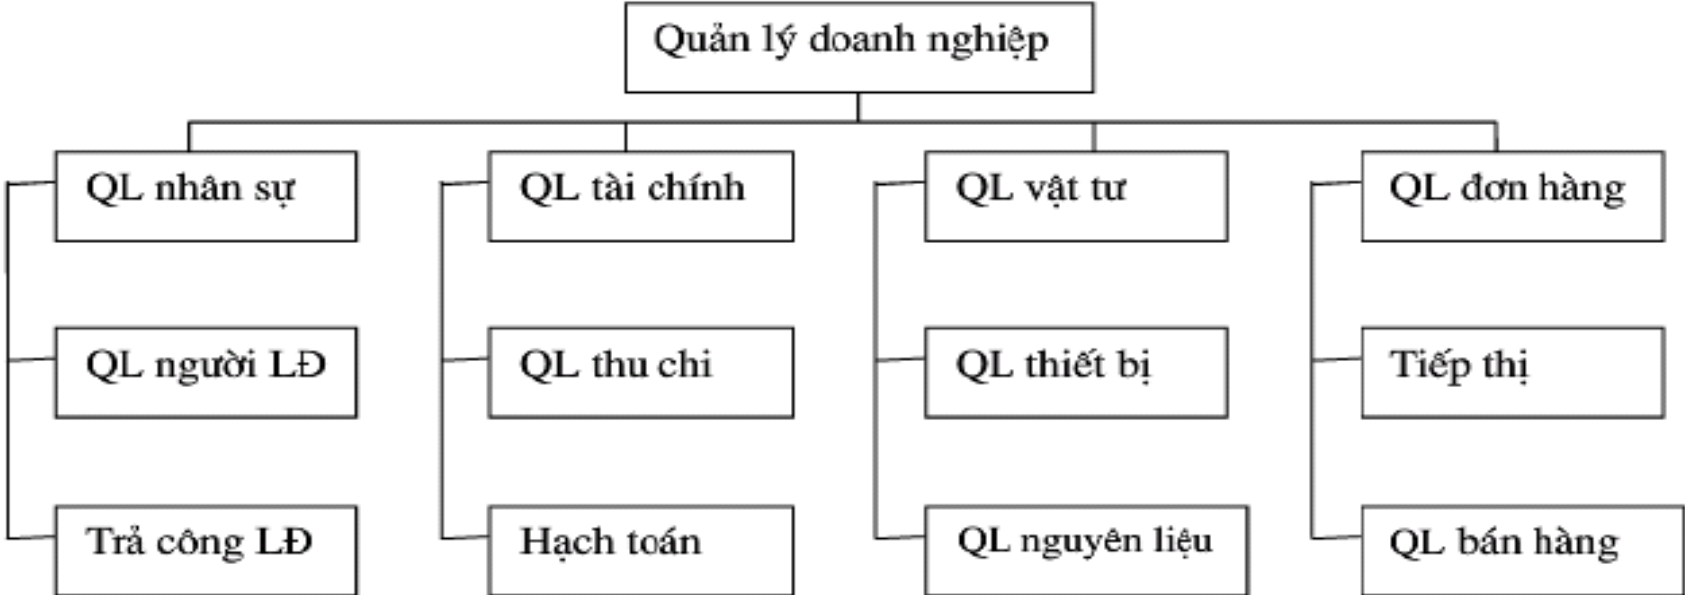 Quản lý doanh nghiệp
QL nhân sự
QL tài chính
QL vật tư
QL đơn hàng
QL người LĐ
QL thu chi
QL thiết bị
Tiếp thị
Trả công LĐ
Hạch toán
QL nguyên liệu
QL bán hàng